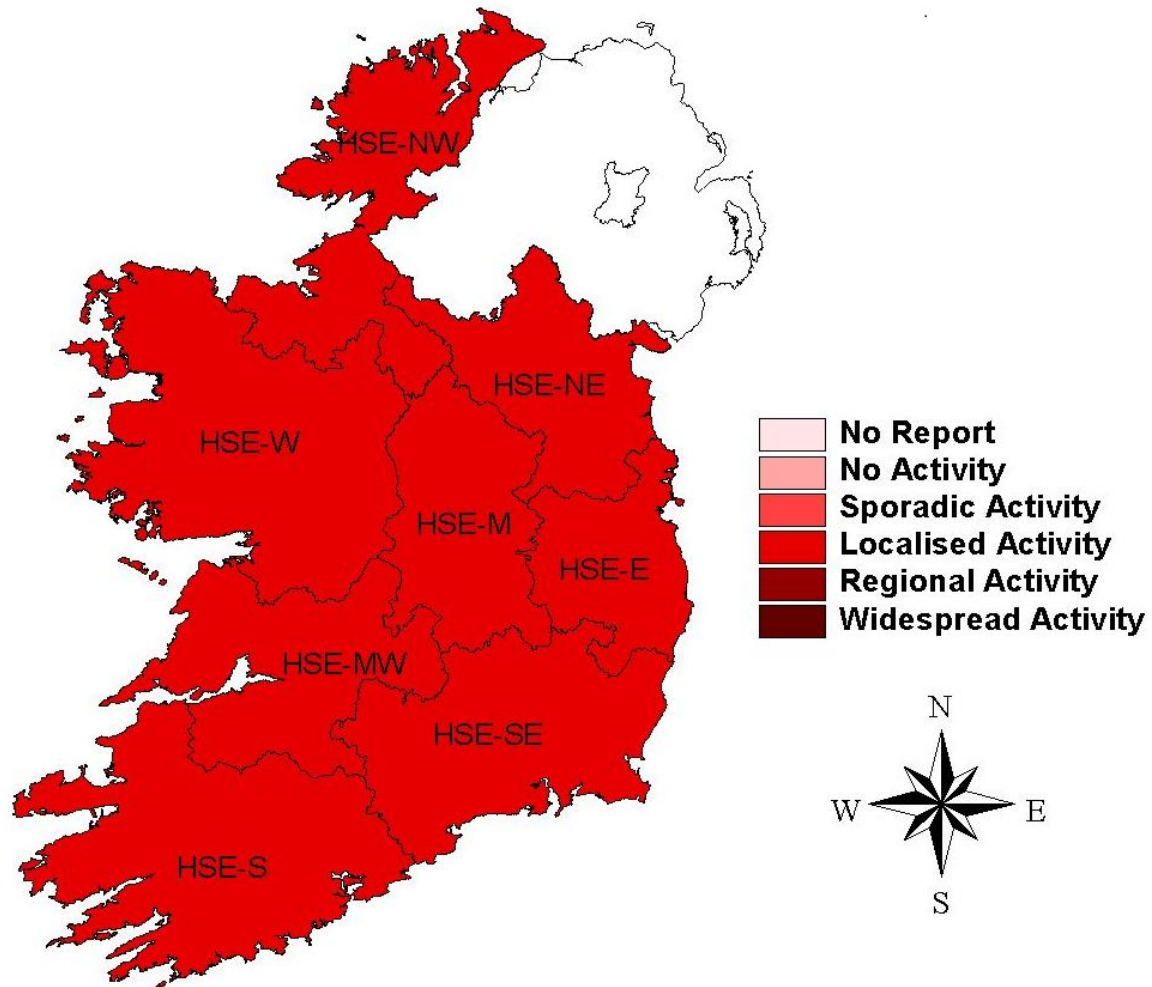 HSE-NW
HSE-NE
HSE-W
HSE-M
HSE-E
HSE-MW
HSE-SE
HSE-S
No Report
No Activity
Sporadic Activity
Localised Activity
Regional Activity
Widespread Activity
N
W E
S